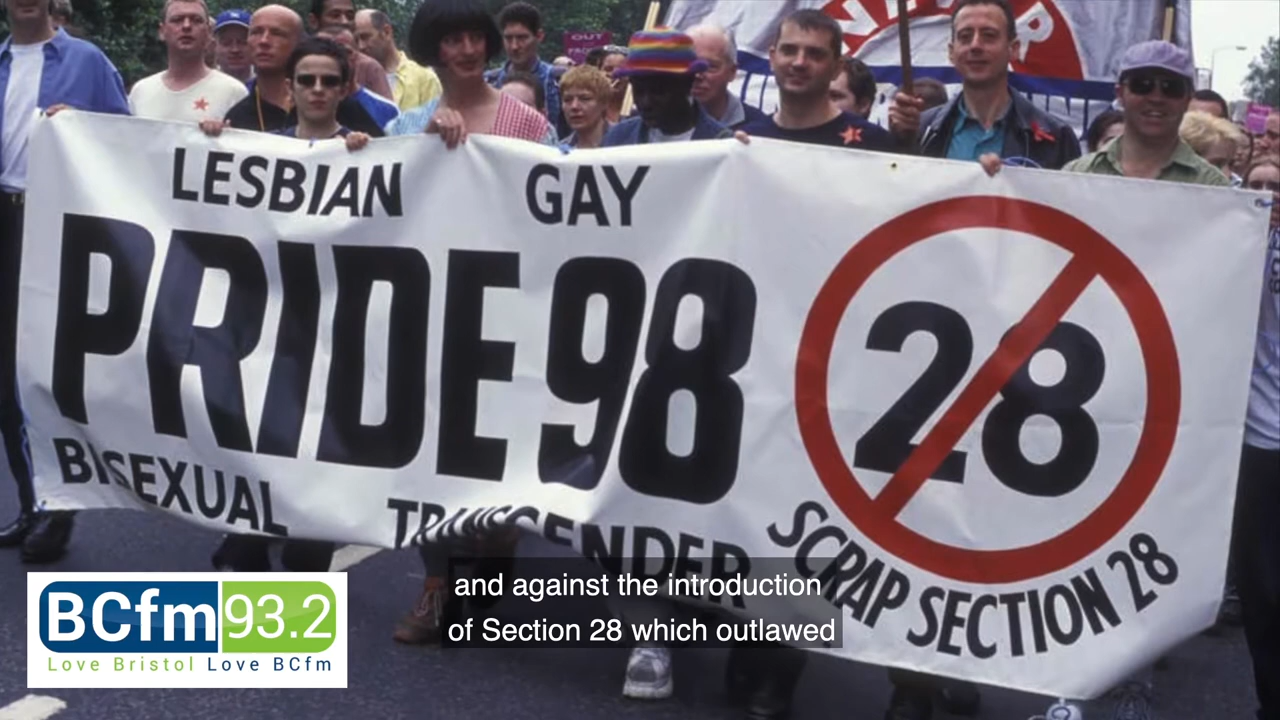 OUT
LESBIAN GAY
PRIDE 98
28
BISEXUAL TRANSGENDER
SCRAP SECTION 28
and against the introduction
of Section 28 which outlawed
BCfm 93.2
Love Bristol Love BCfm